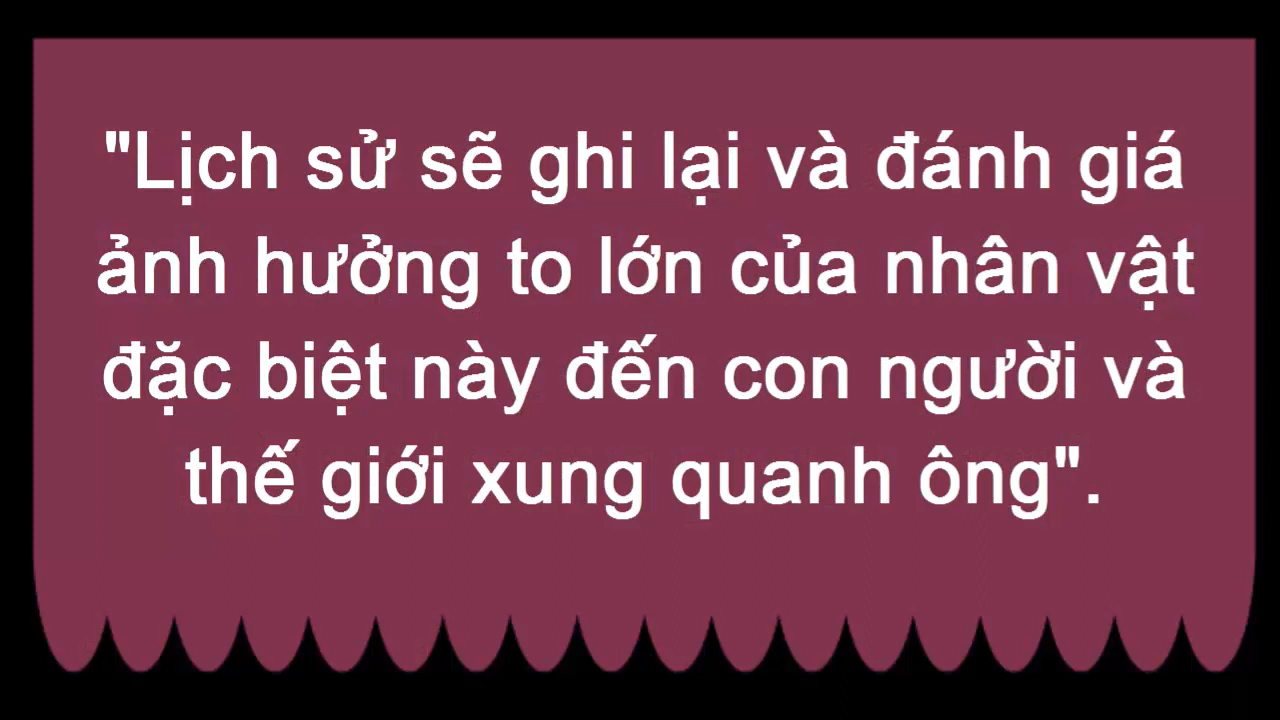 "Lịch sử sẽ ghi lại và đánh giá
ảnh hưởng to lớn của nhân vật
đặc biệt này đến con người và
thế giới xung quanh ông".